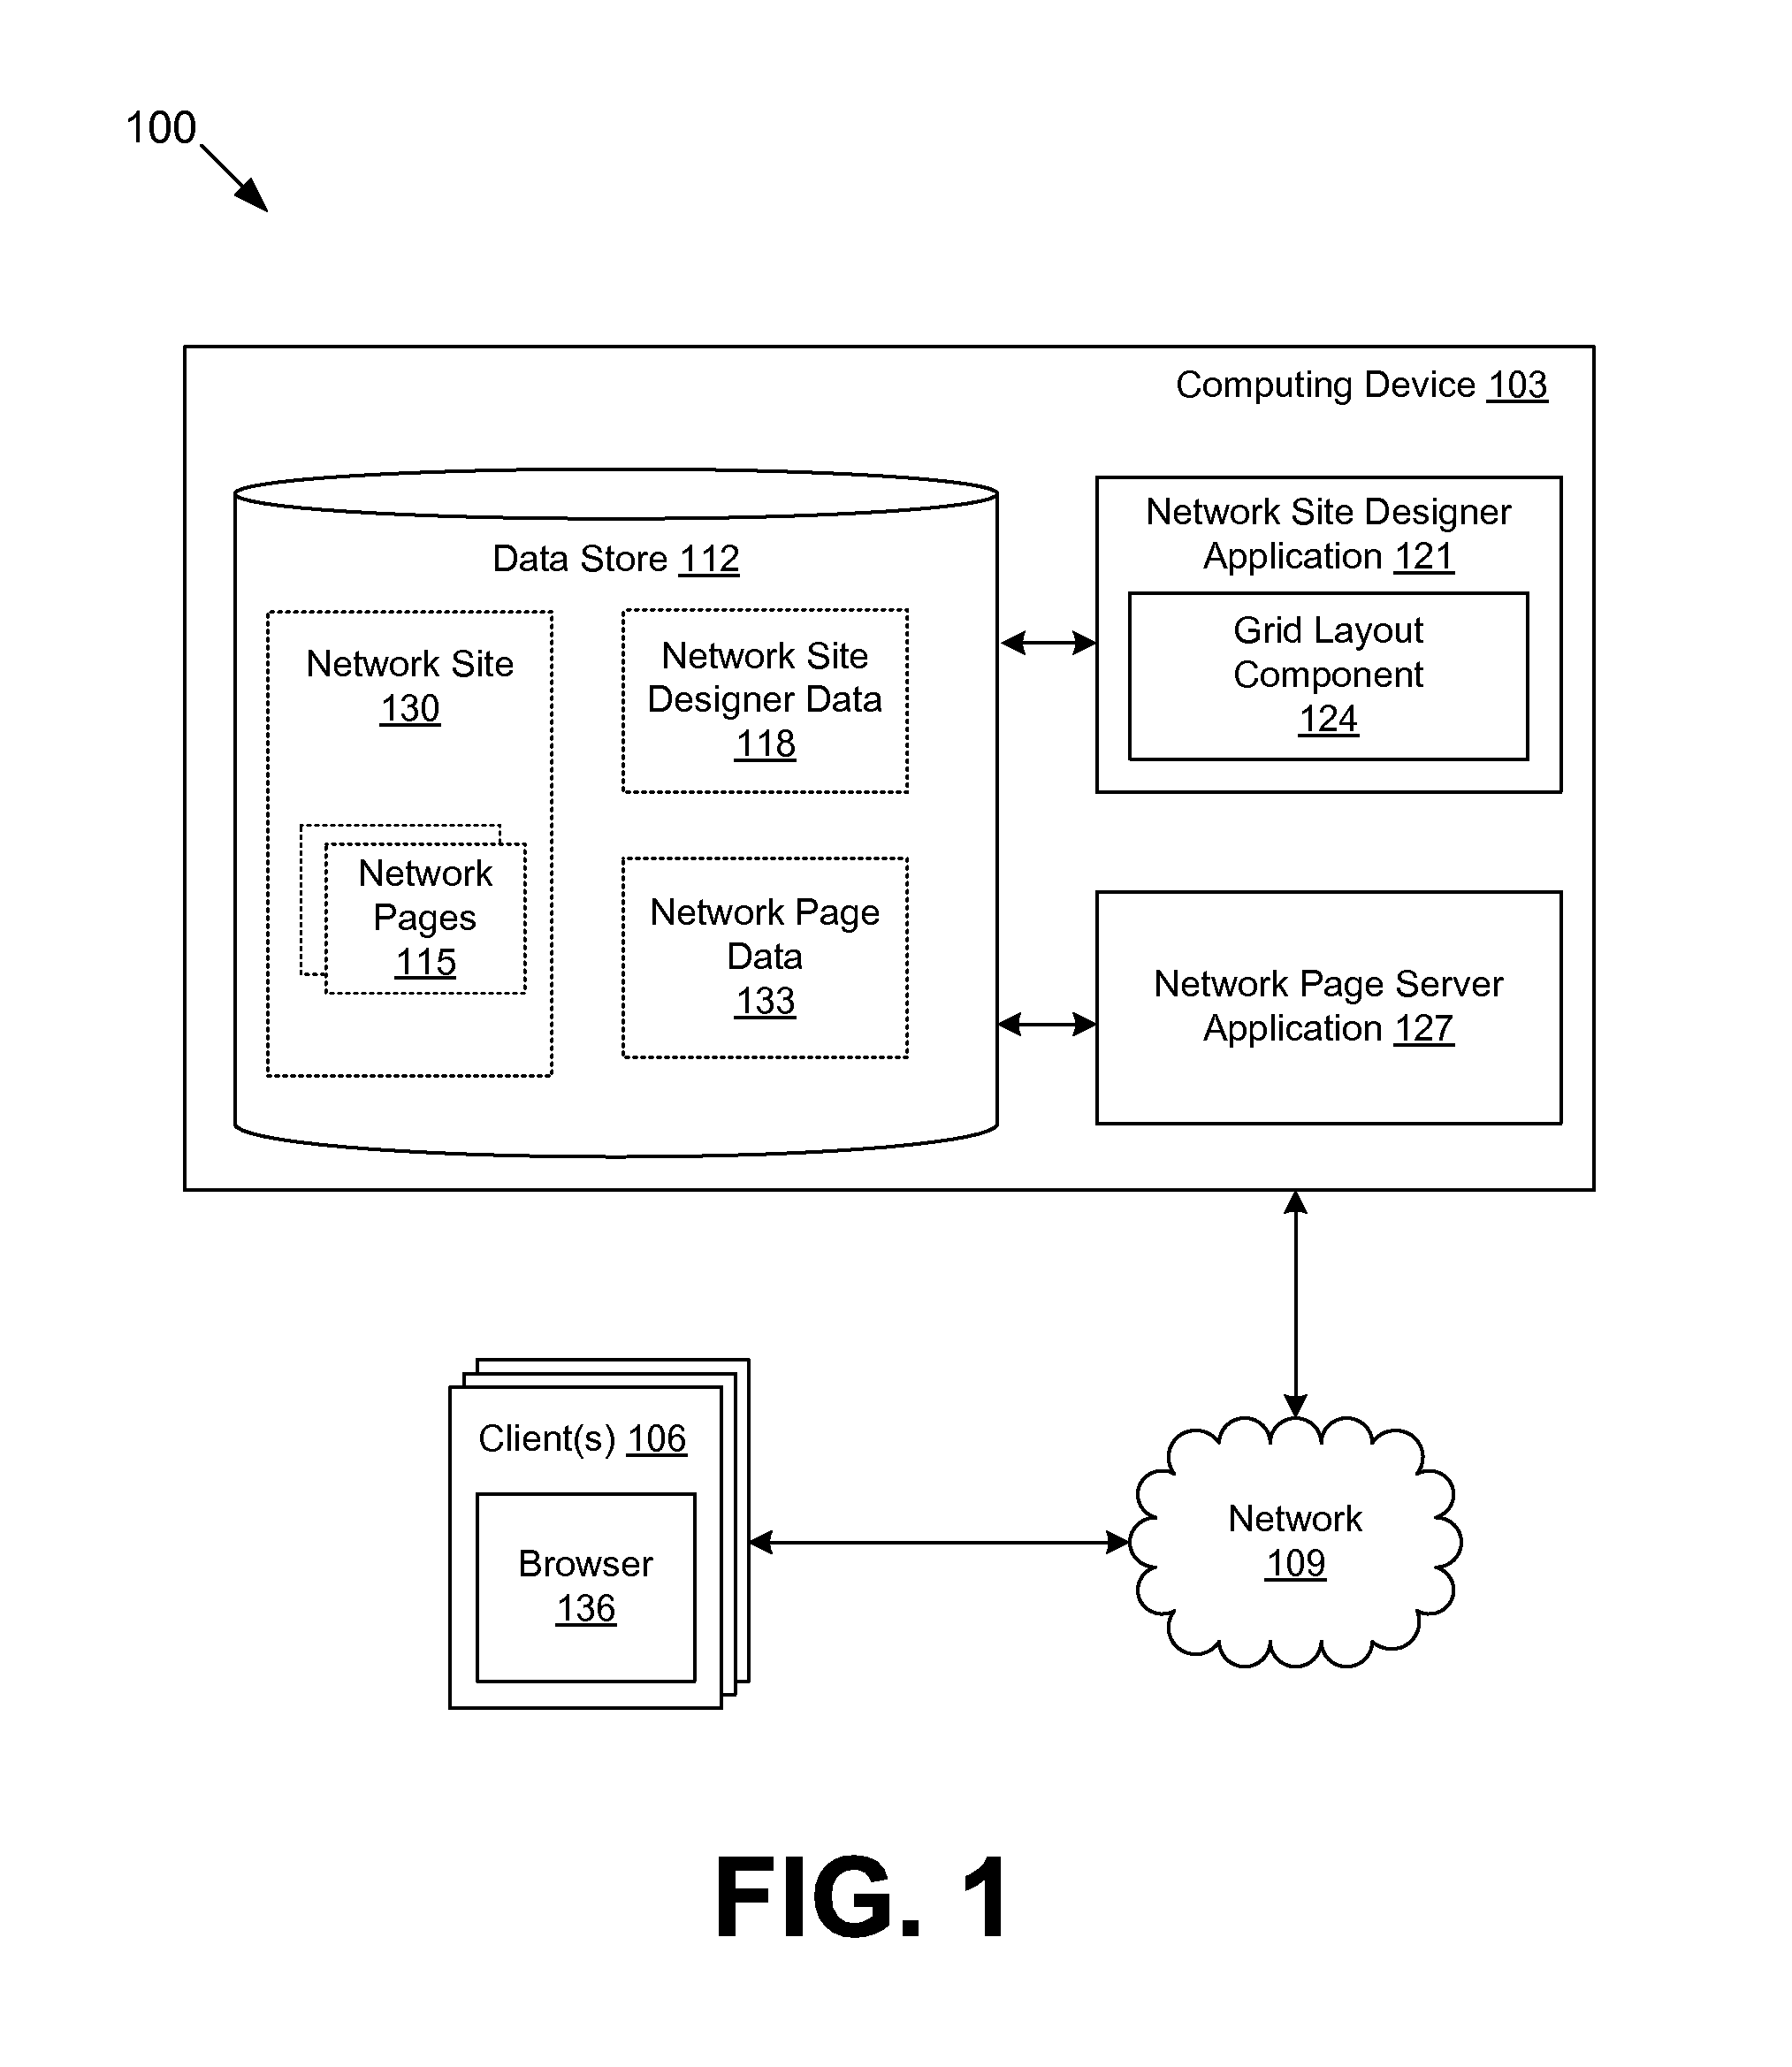 100
Computing Device 103
Data Store 112
Network Site
130
Network Pages
115
Network Site
Designer Data
118
Network Page
Data
133
Network Site Designer
Application 121
Grid Layout
Component
124
Network Page Server
Application 127
Client(s) 106
Browser
136
Network
109
FIG. 1